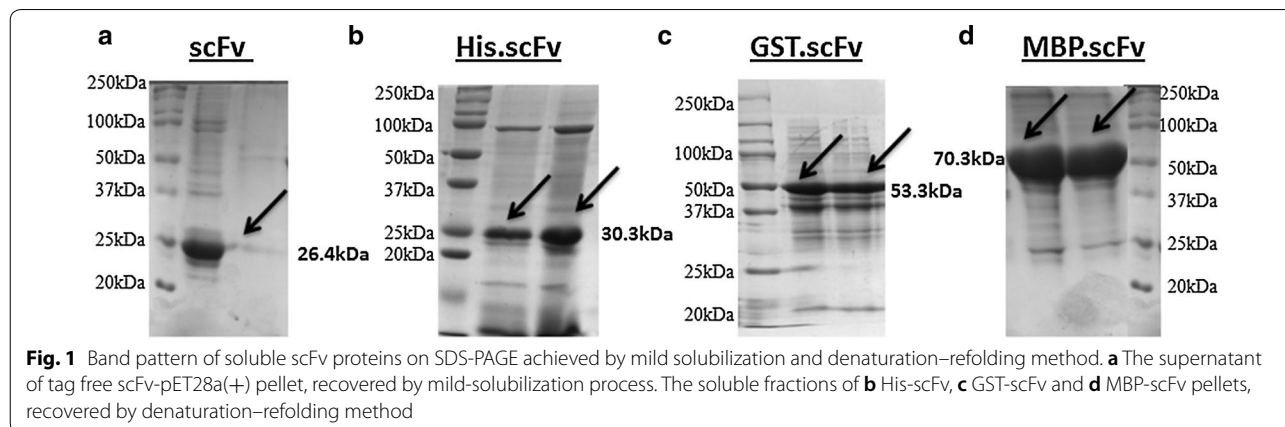 a
scFv
250kDa
100kDa
50kDa
37kDa
25kDa
20kDa
26.4kDa
b
His.scFv
250kDa
100kDa
50kDa
37kDa
25kDa
20kDa
30.3kDa
c
GST.scFv
250kDa
100kDa
50kDa
37kDa
25kDa
20kDa
53.3kDa
d
MBP.scFv
70.3kDa
250kDa
100kDa
50kDa
37kDa
25kDa
20kDa
Fig. 1 Band pattern of soluble scFv proteins on SDS-PAGE achieved by mild solubilization and denaturation–refolding method. a The supernatant
of tag free scFv-pET28a(+) pellet, recovered by mild-solubilization process. The soluble fractions of b His-scFv, c GST-scFv and d MBP-scFv pellets,
recovered by denaturation–refolding method